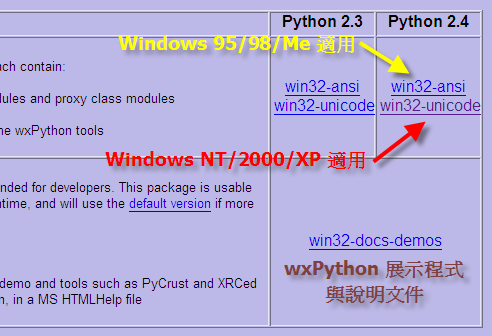 Python 2.3 Python 2.4
Windows 95/98/Me 適用
ch contain:
win32-ansi win32-ansi
ules and proxy class modules
win32-unicode win32-unicode
ne wxPython tools
Windows NT/2000/XP 適用
nded for developers. This package is usable
ntime, and will use the default version if more
win32-docs-demos
wxPython 展示程式
demo and tools such as PyCrust and XRCed
與說明文件
n, in a MS HTMLHelp file